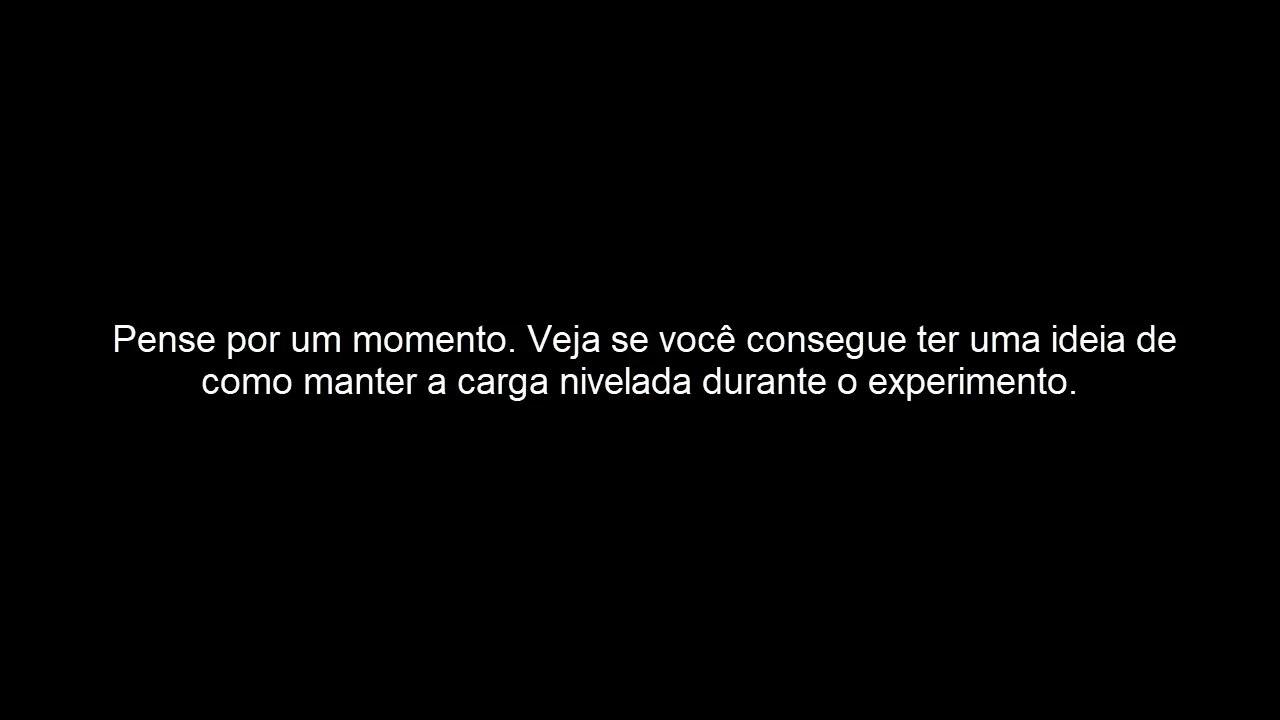 Pense por um momento. Veja se você consegue ter uma ideia de
como manter a carga nivelada durante o experimento.